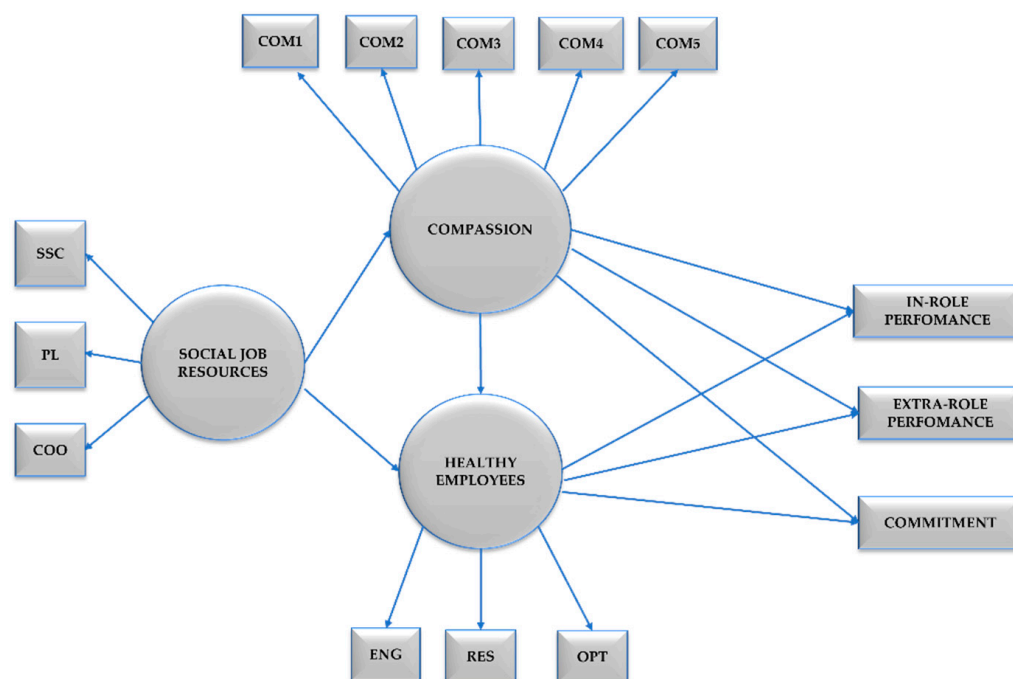 COM1
COM2
COM3
COM4
COM5
COMPASSION
SSC
PL
COO
SOCIAL JOB
RESOURCES
IN-ROLE
PERFOMANCE
EXTRA-ROLE
PERFOMANCE
HEALTHY
EMPLOYEES
COMMITMENT
ENG
RES
OPT